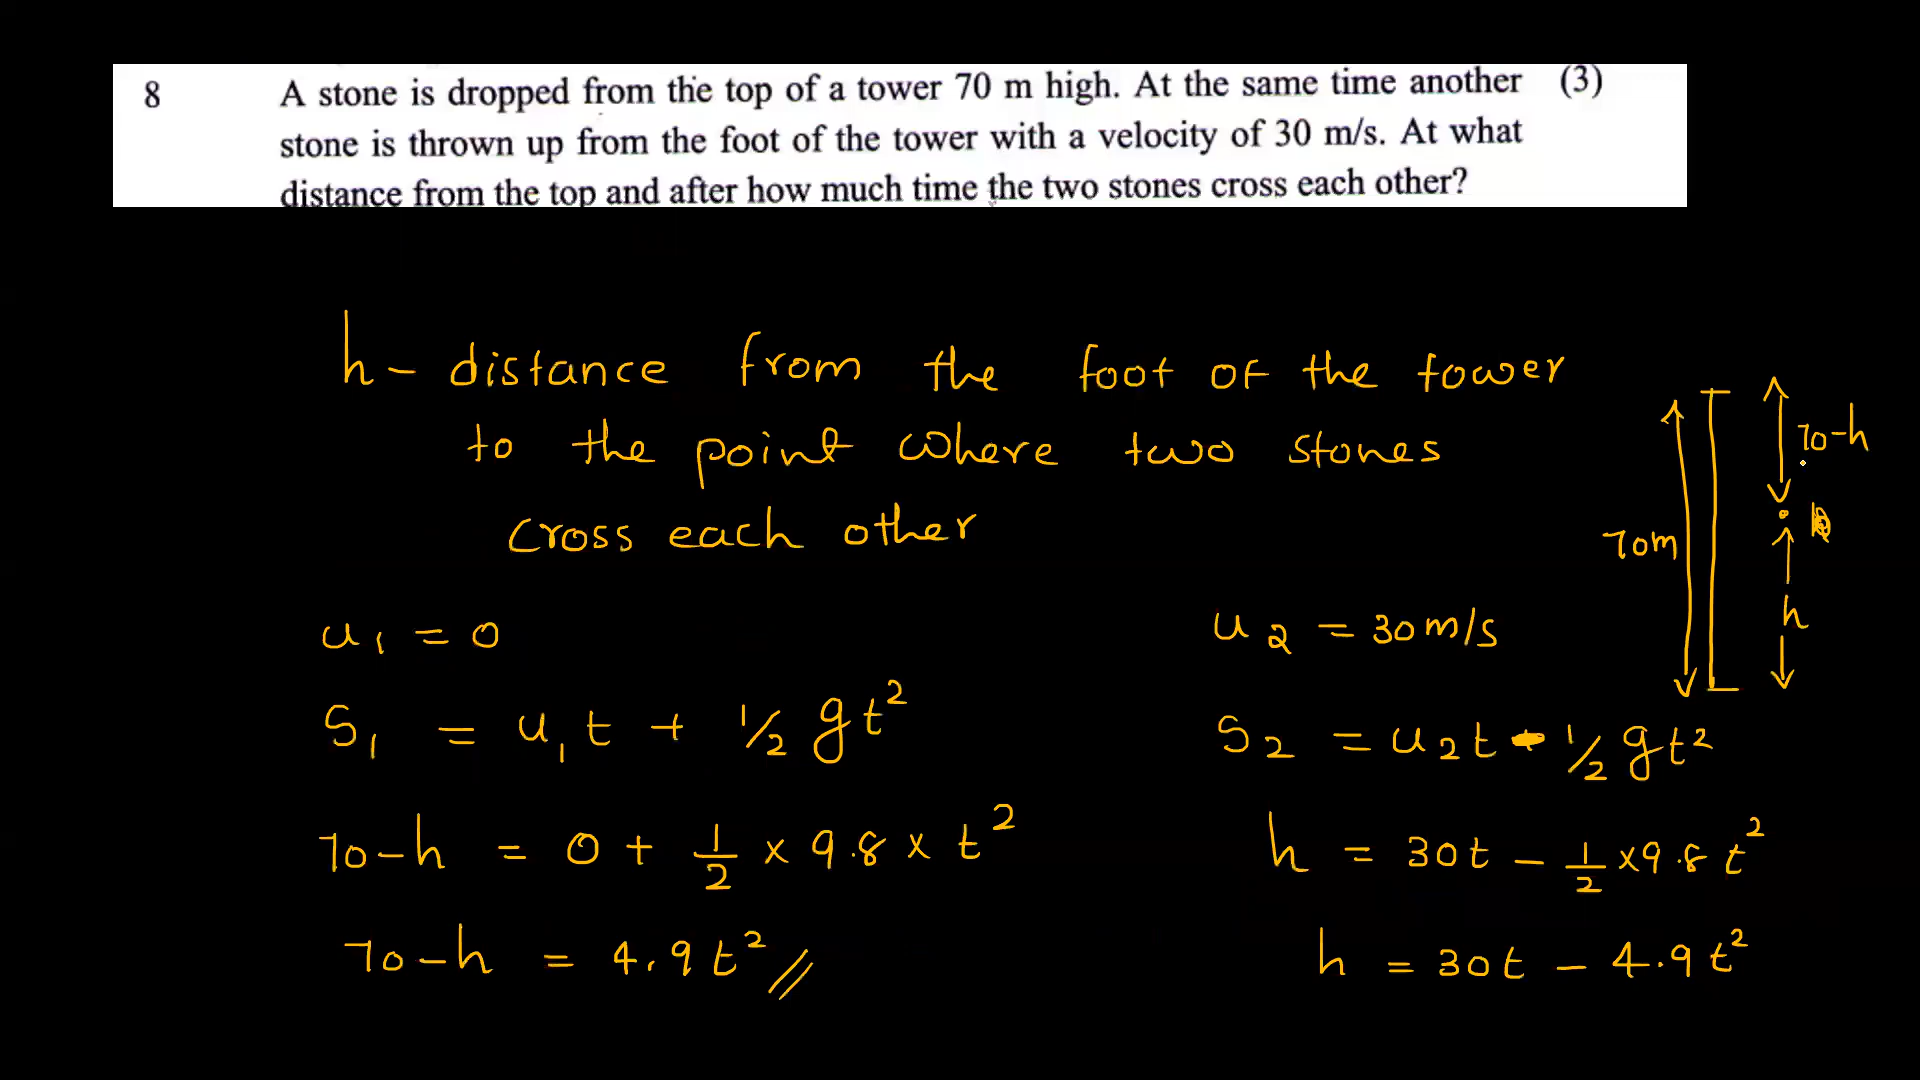 8 A stone is dropped from the top of a tower 70 m high. At the same time another (3)
stone is thrown up from the foot of the tower with a velocity of 30 m/s. At what
distance from the top and after how much time the two stones cross each other?
h - distance from the foot of the tower
to the point where two stones
cross each other
70-h
70m
h
u₁ = 0
u₂ = 30m/s
S₁ = u₁t + 1/2 gt²
S₂ = u₂t - 1/2 gt²
70-h = 0 + 1/2 × 9.8 × t²
h = 30t - 1/2 ×9.8 t²
70-h = 4.9t² //
h = 30t - 4.9t²